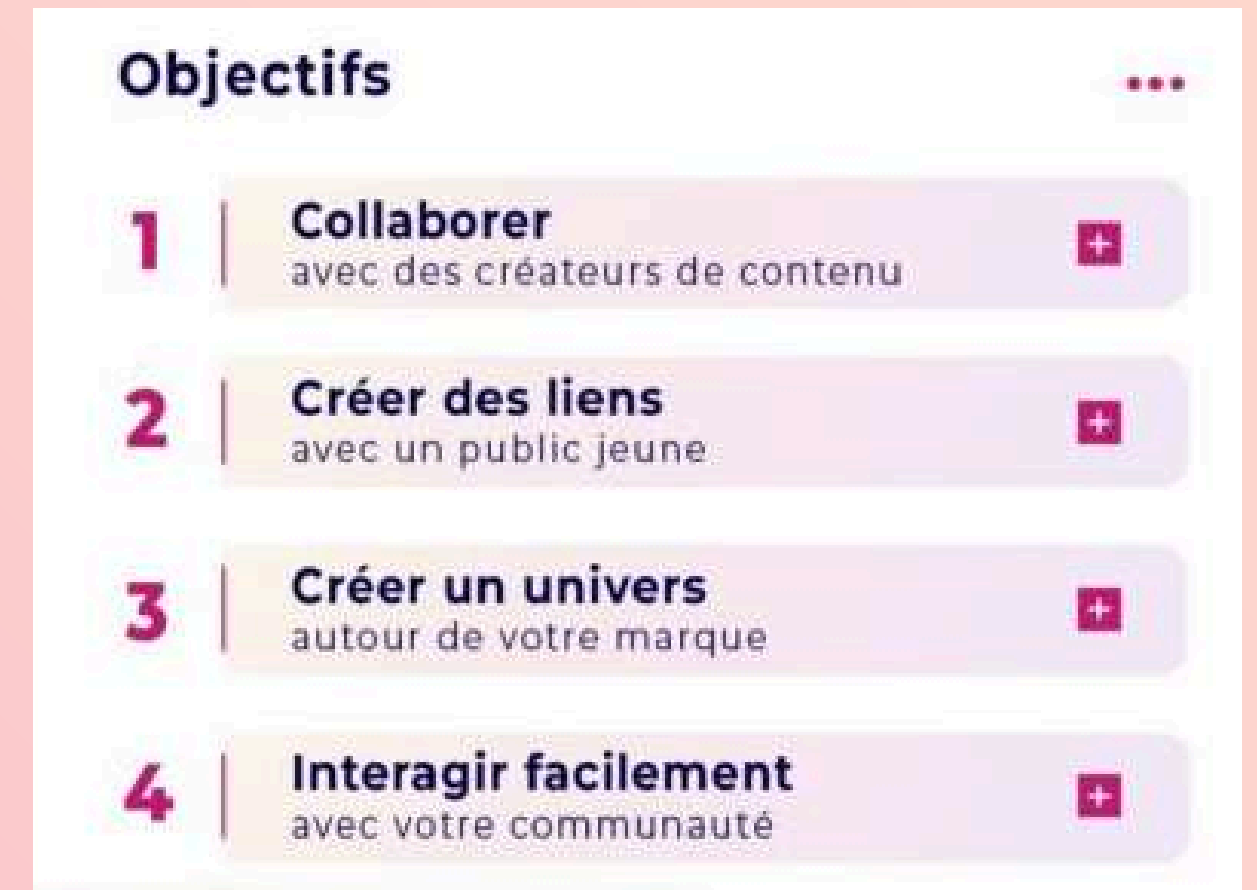 Objectifs
1
Collaborer
avec des créateurs de contenu
2
Créer des liens
avec un public jeune
3
Créer un univers
autour de votre marque
4
Interagir facilement
avec votre communauté